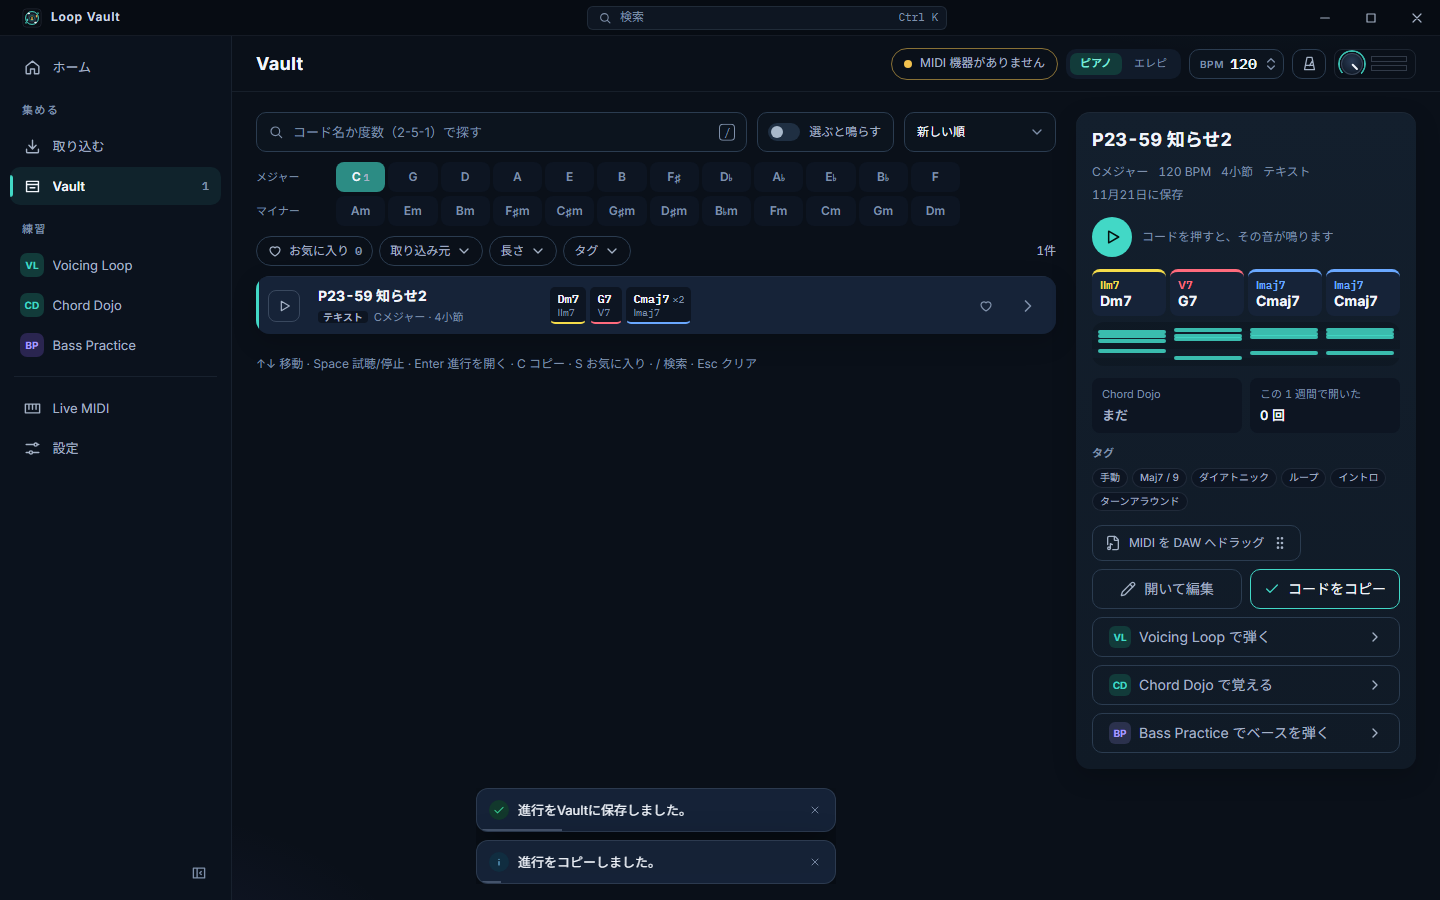 Loop Vault
検索
Ctrl K
ホーム
集める
取り込む
Vault
1
練習
VL Voicing Loop
CD Chord Dojo
BP Bass Practice
Live MIDI
設定
Vault
MIDI 機器がありません
ピアノ エレピ
BPM 120
コード名か度数（2-5-1）で探す
/
選ぶと鳴らす
新しい順
メジャー C 1 G D A E B F♯ D♭ A♭ E♭ B♭ F
マイナー Am Em Bm F♯m C♯m G♯m D♯m B♭m Fm Cm Gm Dm
お気に入り 0
取り込み元
長さ
タグ
1件
P23-59 知らせ2
テキスト Cメジャー · 4小節
Dm7 G7 Cmaj7 ×2
IIm7 V7 Imaj7
↑↓ 移動 · Space 試聴/停止 · Enter 進行を開く · C コピー · S お気に入り · / 検索 · Esc クリア
P23-59 知らせ2
Cメジャー 120 BPM 4小節 テキスト
11月21日に保存
コードを押すと、その音が鳴ります
IIm7 V7 Imaj7 Imaj7
Dm7 G7 Cmaj7 Cmaj7
Chord Dojo
まだ
この 1 週間で開いた
0 回
タグ
手動 Maj7 / 9 ダイアトニック ループ イントロ
ターンアラウンド
MIDI を DAW へドラッグ
開いて編集
コードをコピー
VL Voicing Loop で弾く
CD Chord Dojo で覚える
BP Bass Practice でベースを弾く
進行をVaultに保存しました。
進行をコピーしました。